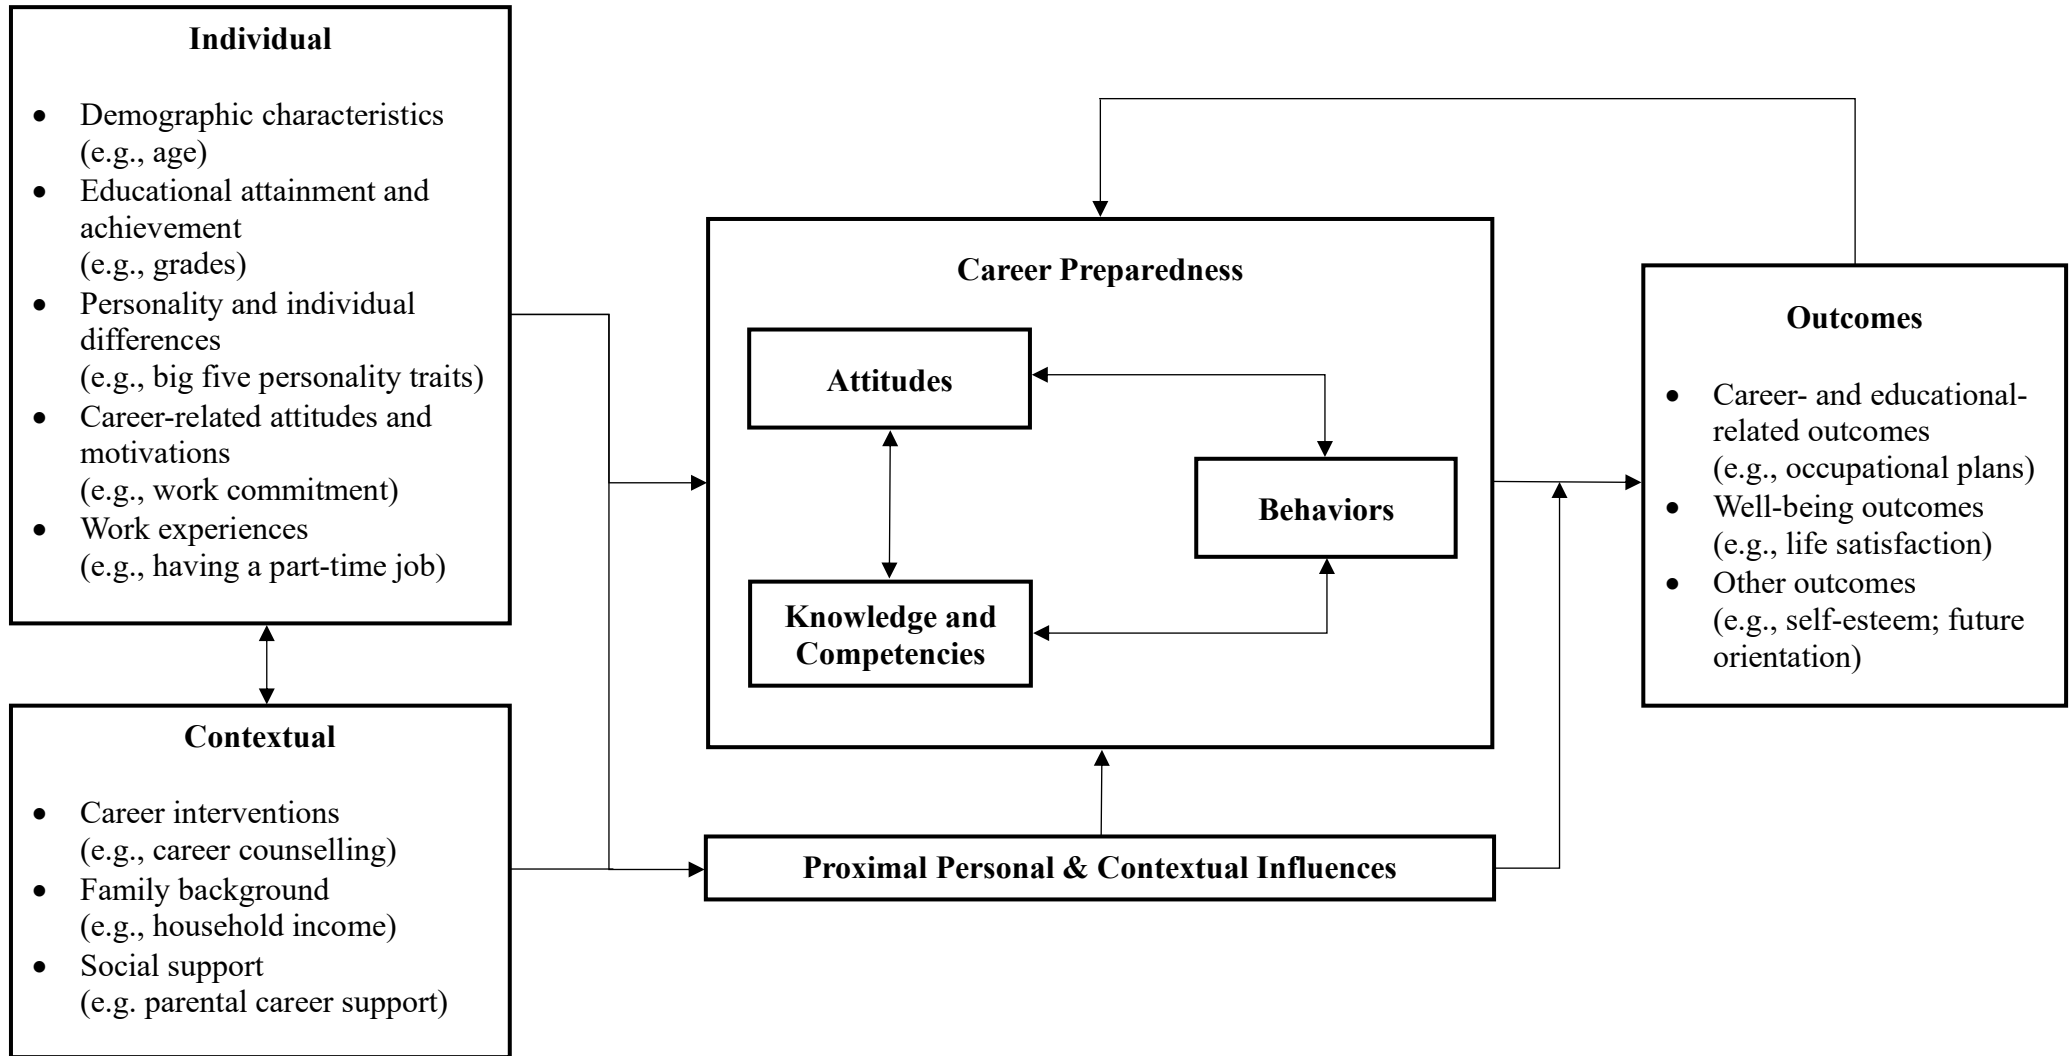 Individual
• Demographic characteristics
(e.g., age)
• Educational attainment and
achievement
(e.g., grades)
• Personality and individual
differences
(e.g., big five personality traits)
• Career-related attitudes and
motivations
(e.g., work commitment)
• Work experiences
(e.g., having a part-time job)
Contextual
• Career interventions
(e.g., career counselling)
• Family background
(e.g., household income)
• Social support
(e.g. parental career support)
Career Preparedness
Attitudes
Behaviors
Knowledge and
Competencies
Proximal Personal & Contextual Influences
Outcomes
• Career- and educational-
related outcomes
(e.g., occupational plans)
• Well-being outcomes
(e.g., life satisfaction)
• Other outcomes
(e.g., self-esteem; future
orientation)